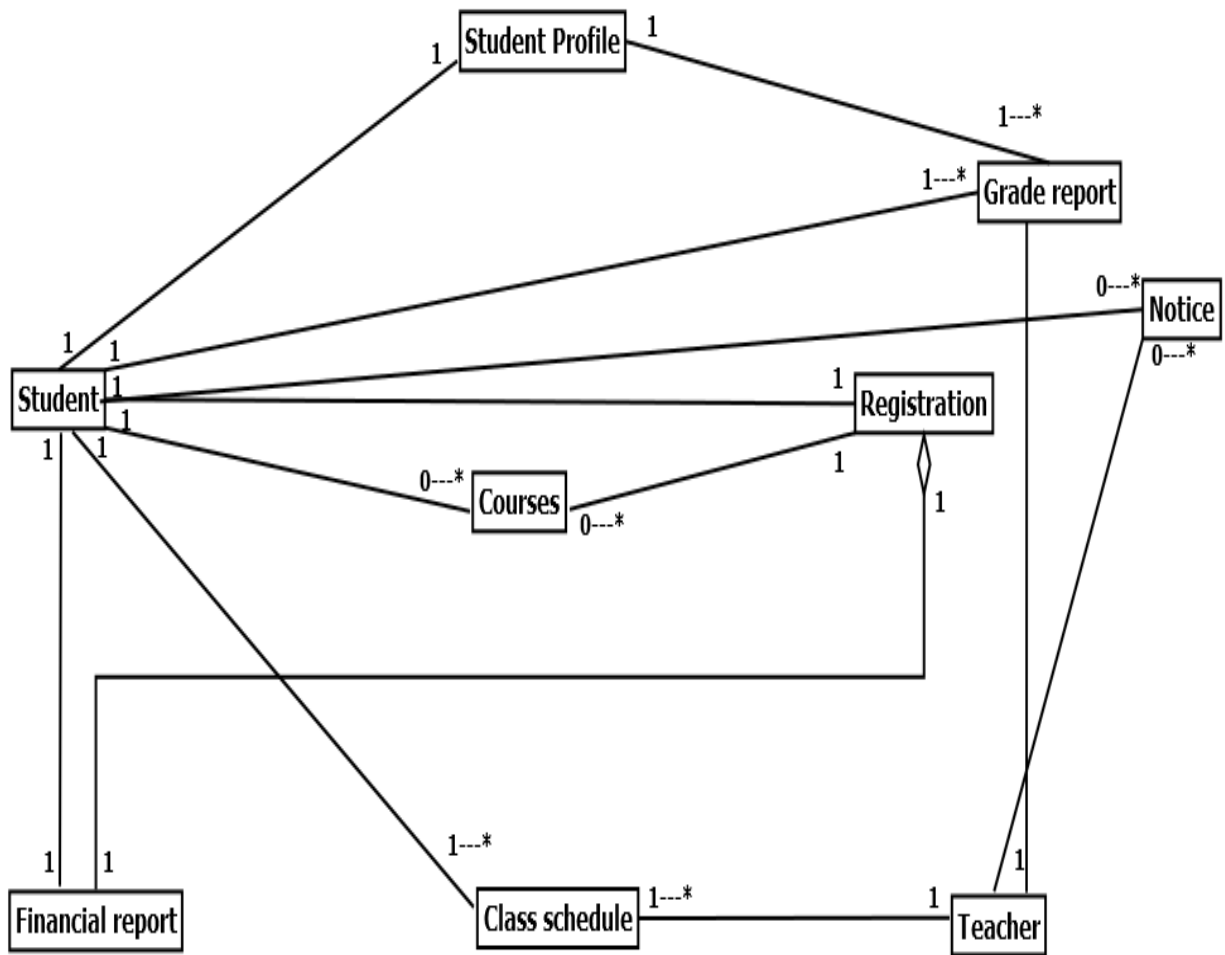 Student Profile
1
1
1---*
1---*
Grade report
0---*
Notice
0---*
1
1
Student
1
1
1
1
1
Registration
1
1
0---*
Courses
0---*
1---*
1
1
Financial report
Class schedule
1---*
1
1
Teacher